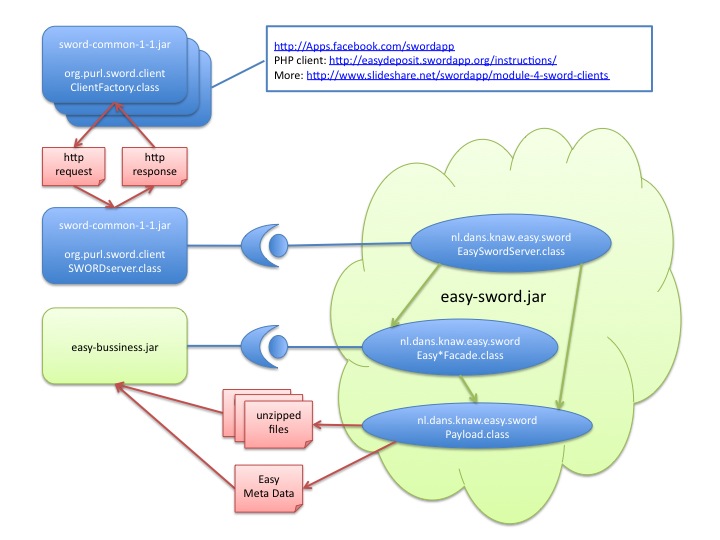 sword-common-1-1.jar
org.purl.sword.client
ClientFactory.class
http://Apps.facebook.com/swordapp
PHP client: http://easydeposit.swordapp.org/instructions/
More: http://www.slideshare.net/swordapp/module-4-sword-clients
http
request
http
response
sword-common-1-1.jar
org.purl.sword.client
SWORDserver.class
nl.dans.knaw.easy.sword
EasySwordServer.class
easy-sword.jar
easy-bussiness.jar
nl.dans.knaw.easy.sword
Easy*Facade.class
unzipped
files
nl.dans.knaw.easy.sword
Payload.class
Easy
Meta Data